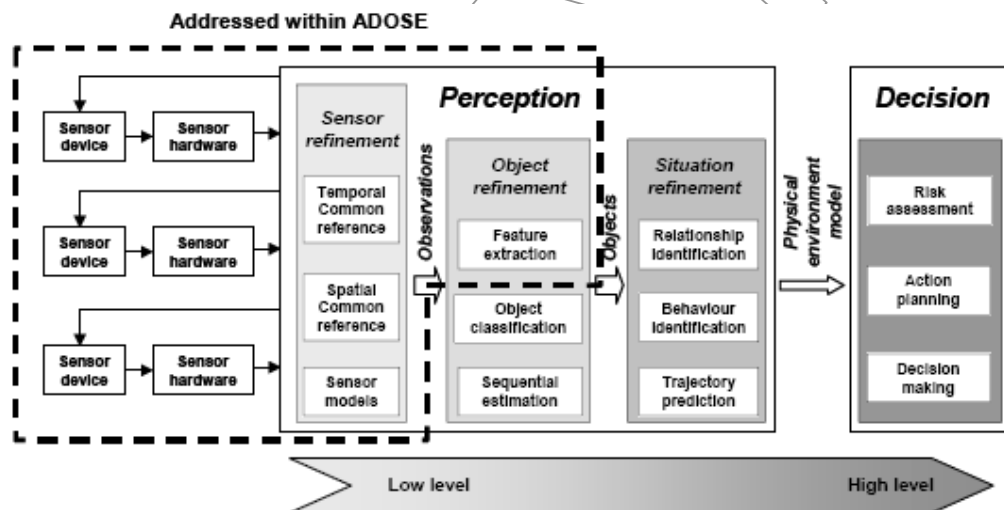 Addressed within ADOSE
Perception
Decision
Sensor
device
Sensor
hardware
Sensor
device
Sensor
hardware
Sensor
device
Sensor
hardware
Sensor
refinement
Temporal
Common
reference
Spatial
Common
reference
Sensor
models
Observations
Object
refinement
Feature
extraction
Object
classification
Sequential
estimation
Objects
Situation
refinement
Relationship
identification
Behaviour
identification
Trajectory
prediction
Physical
environment
model
Risk
assessment
Action
planning
Decision
making
Low level
High level